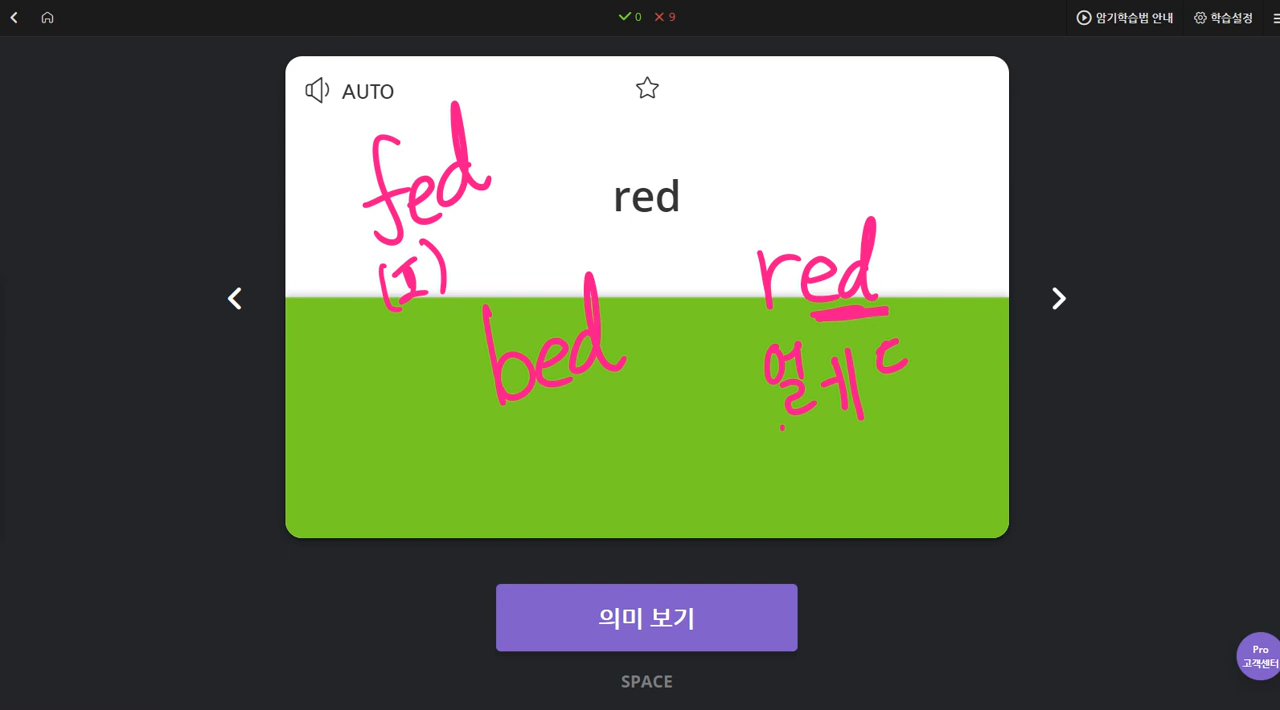 0 9 암기학습법 안내 학습설정
AUTO
fed
red
(I)
red
bed
얼게ㄷ
의미 보기
SPACE
Pro
고객센터